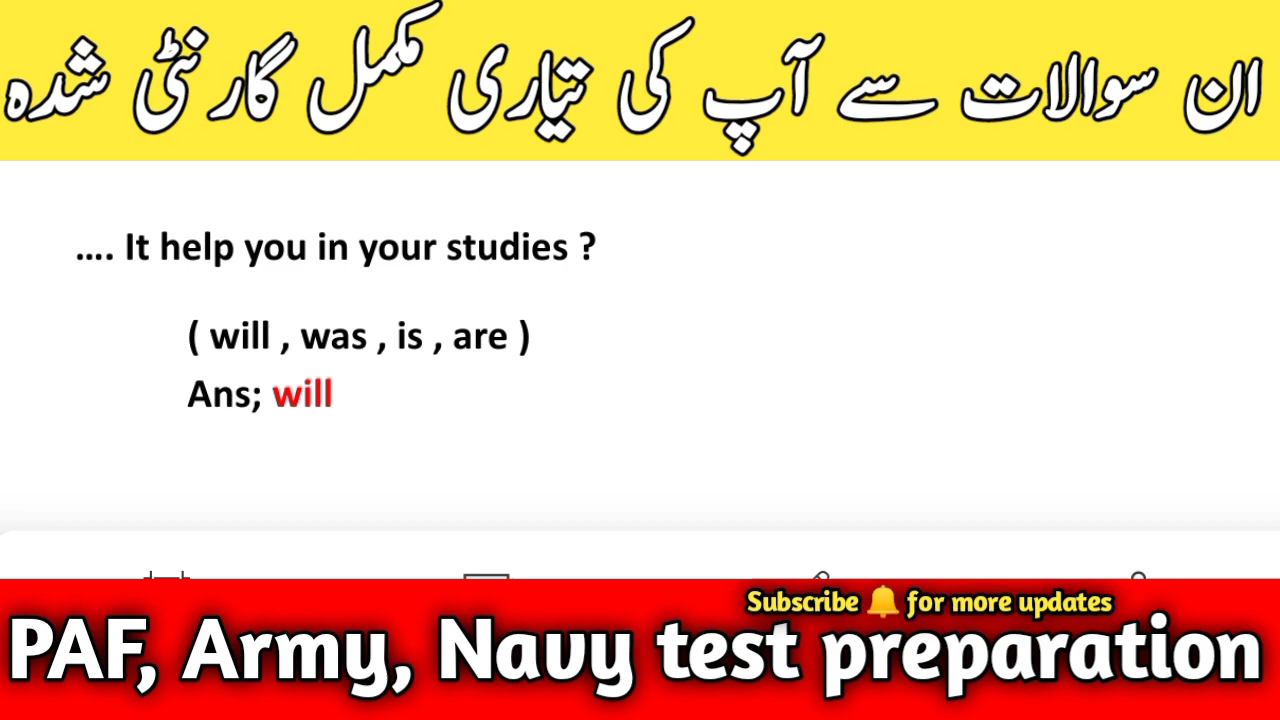 ان سوالات سے آپ کی تیاری مکمل گارنٹی شدہ
.... It help you in your studies ?
( will , was , is , are )
Ans; will
Subscribe 🔔 for more updates
PAF, Army, Navy test preparation